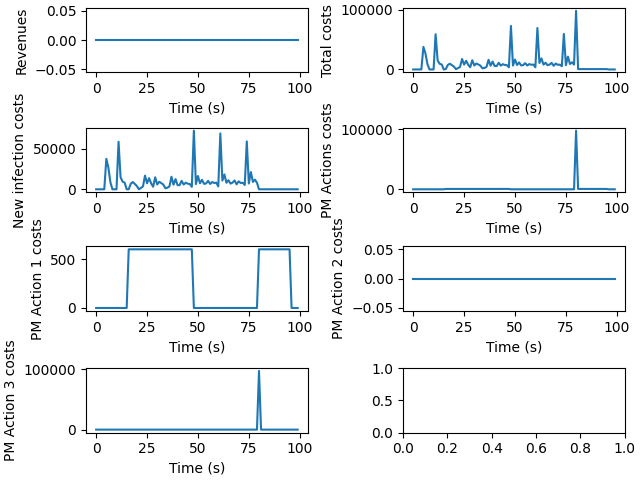 Revenues
0.05
0.00
−0.05
0 25 50 75 100
Time (s)
Total costs
100000
0
0 25 50 75 100
Time (s)
New infection costs
50000
0
0 25 50 75 100
Time (s)
PM Actions costs
100000
0
0 25 50 75 100
Time (s)
PM Action 1 costs
500
0
0 25 50 75 100
Time (s)
PM Action 2 costs
0.05
0.00
−0.05
0 25 50 75 100
Time (s)
PM Action 3 costs
100000
0
0 25 50 75 100
Time (s)
1.0
0.5
0.0
0.0 0.2 0.4 0.6 0.8 1.0